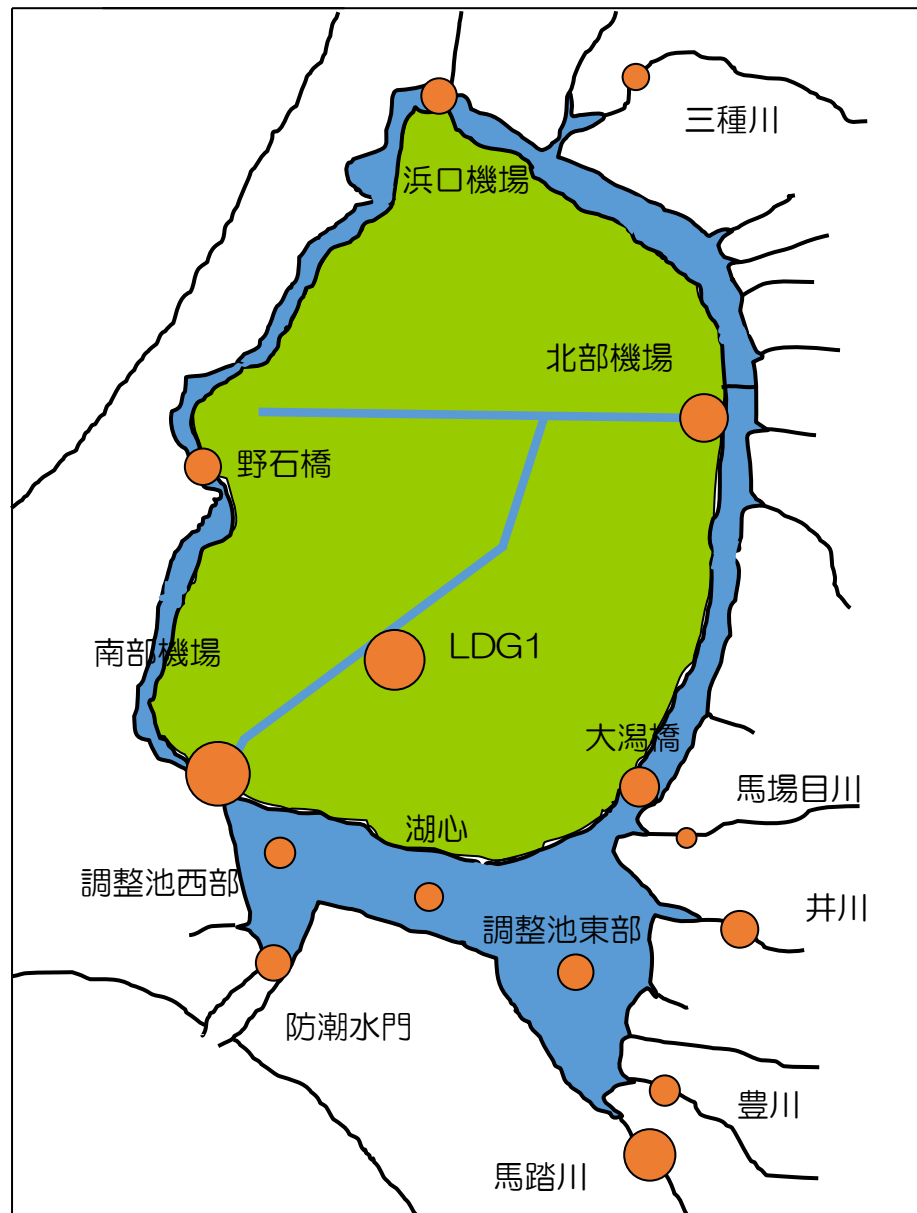 三種川
浜口機場
北部機場
野石橋
南部機場
LDG1
大潟橋
馬場目川
湖心
調整池西部
井川
調整池東部
防潮水門
豊川
馬踏川